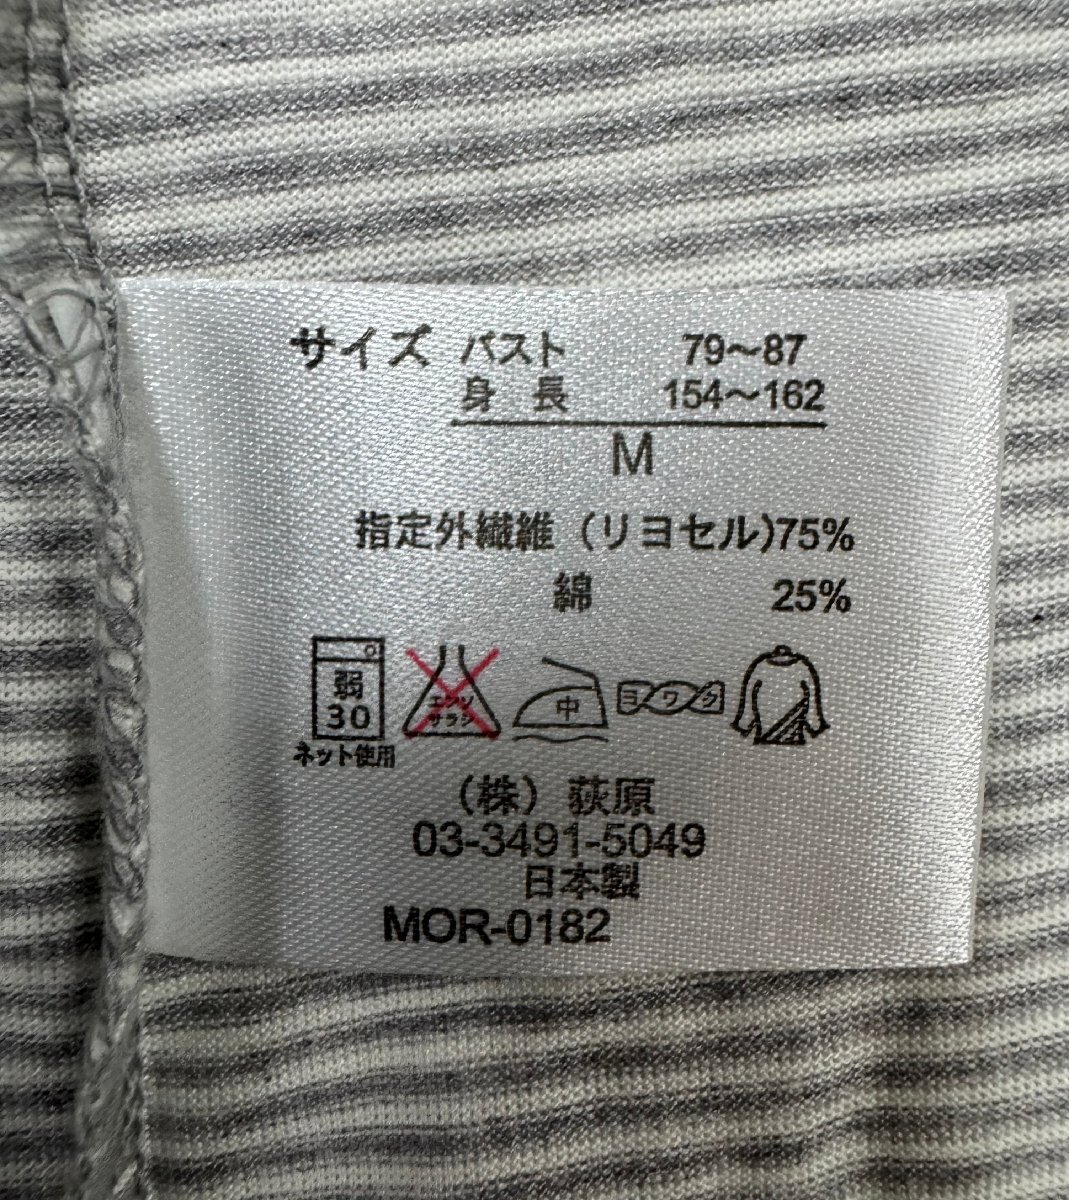 サイズ バスト 79～87
身 長 154～162
M
指定外繊維（リヨセル)75%
綿 25%
弱
30
ネット使用
エンソ
サラシ
中
ヨワク
（株）荻原
03-3491-5049
日本製
MOR-0182